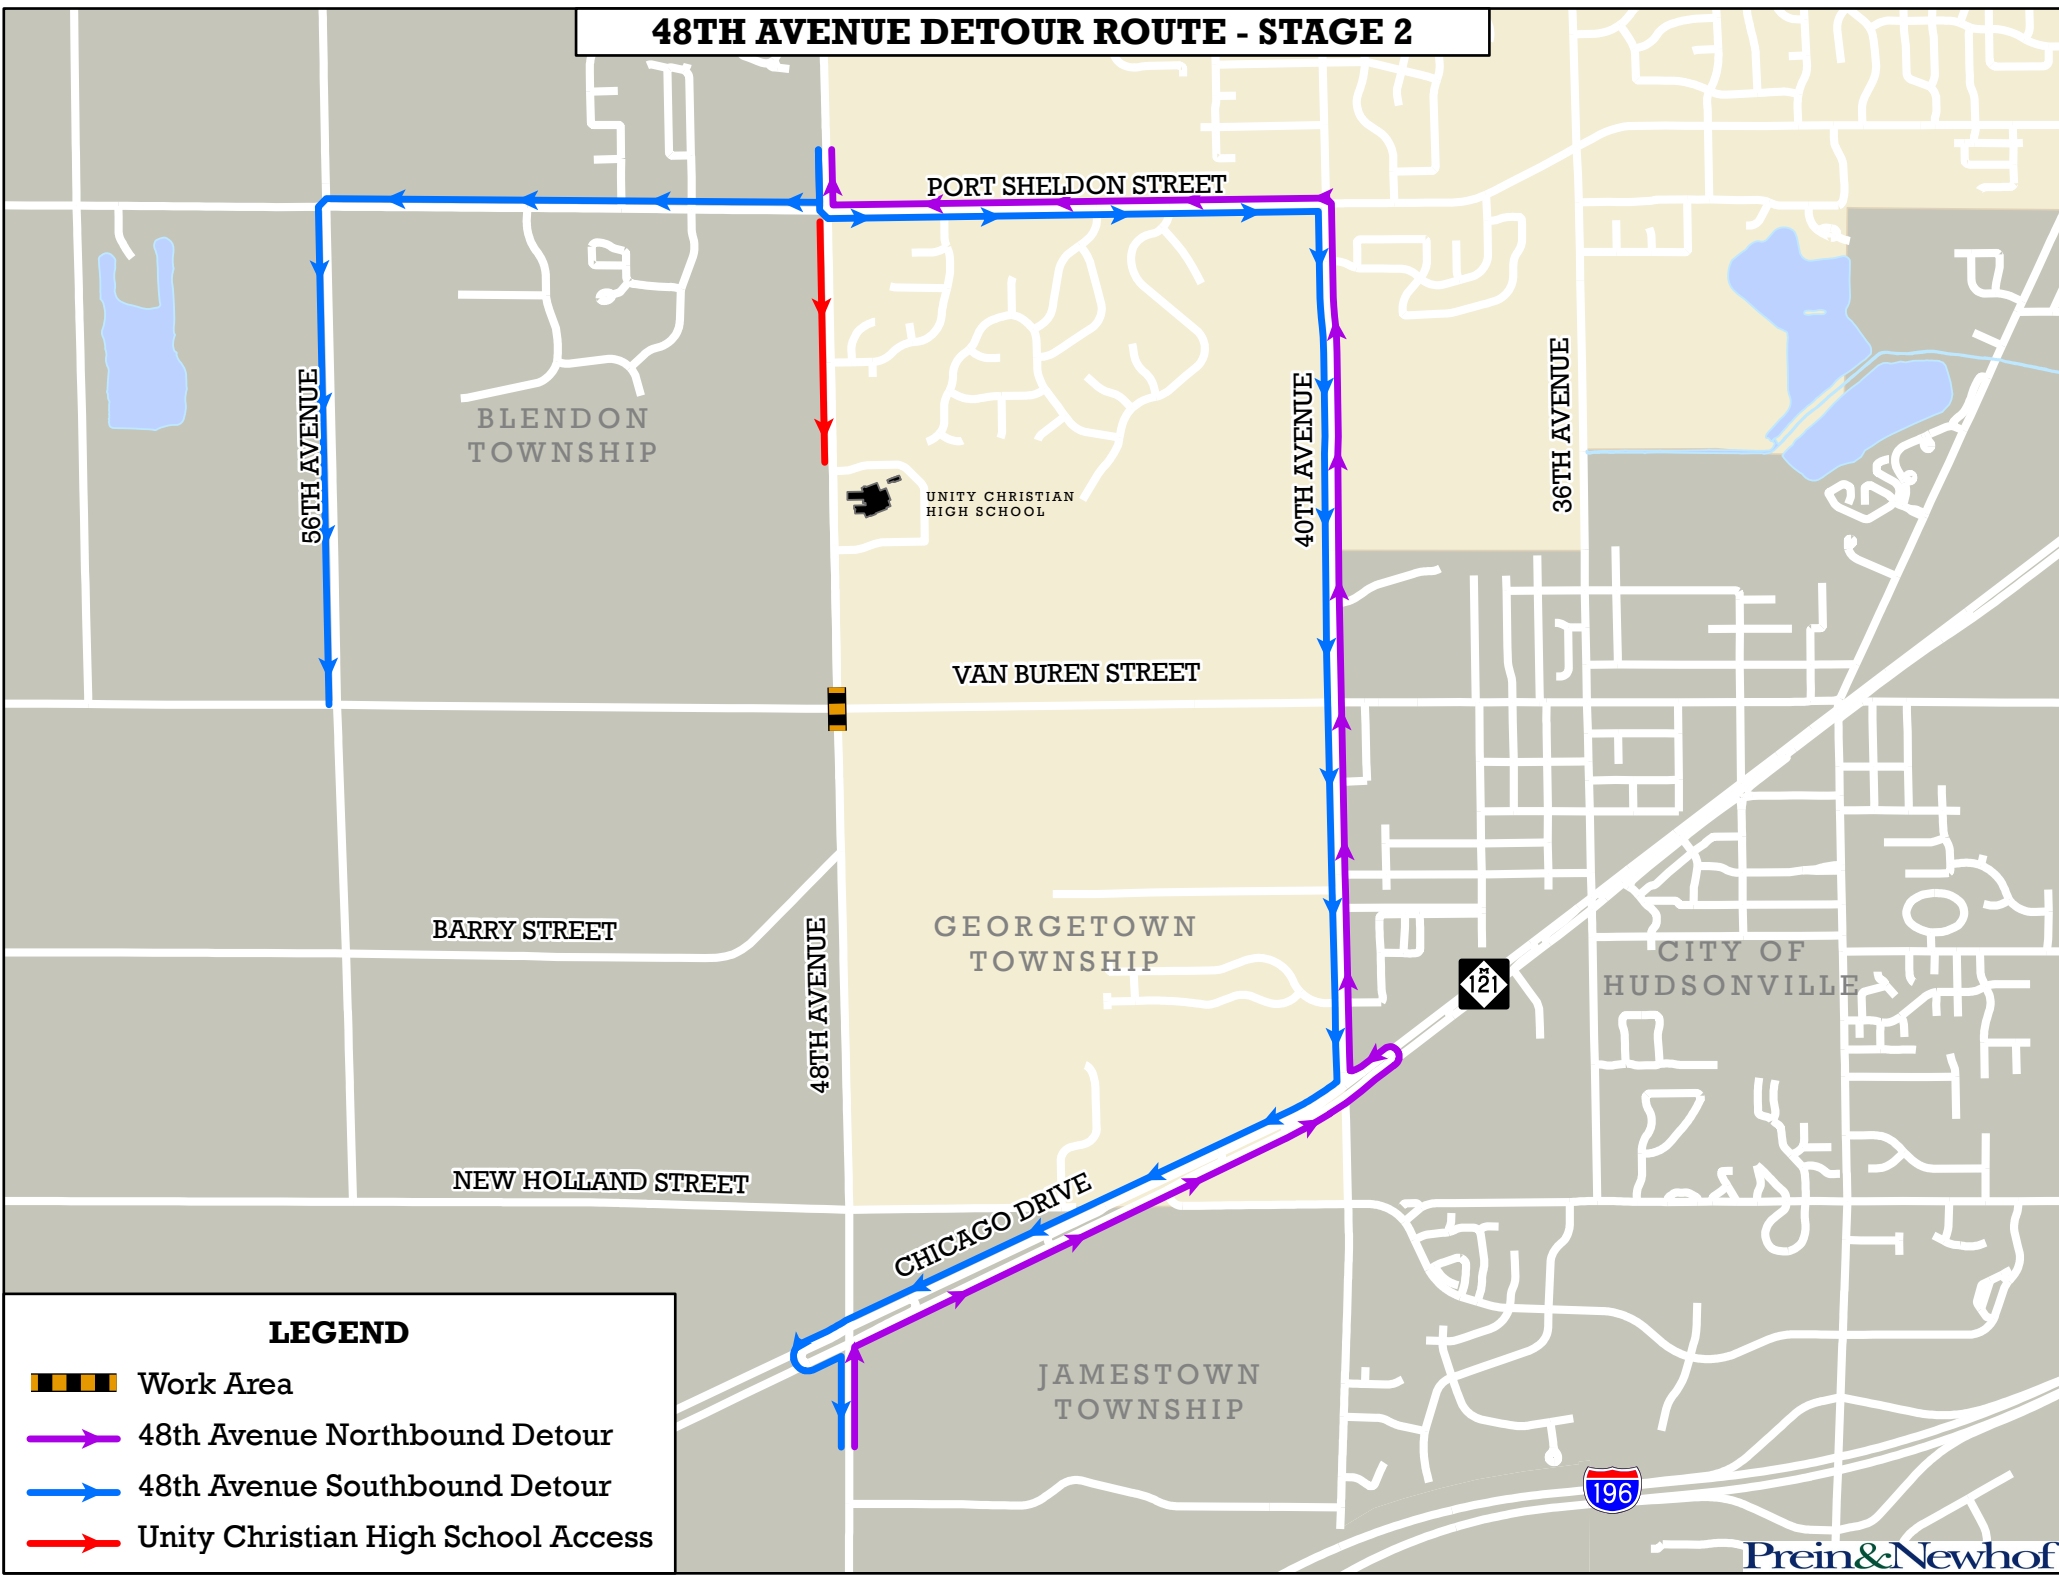 48TH AVENUE DETOUR ROUTE - STAGE 2
PORT SHELDON STREET
56TH AVENUE
BLENDON
TOWNSHIP
40TH AVENUE
36TH AVENUE
UNITY CHRISTIAN
HIGH SCHOOL
VAN BUREN STREET
BARRY STREET
48TH AVENUE
GEORGETOWN
TOWNSHIP
CITY OF
HUDSONVILLE
M
121
NEW HOLLAND STREET
CHICAGO DRIVE
JAMESTOWN
TOWNSHIP
196
LEGEND
Work Area
48th Avenue Northbound Detour
48th Avenue Southbound Detour
Unity Christian High School Access
Prein&Newhof